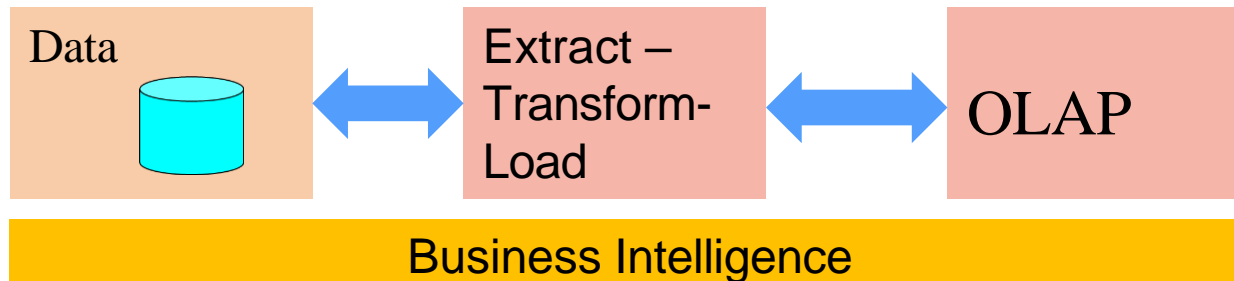 Data
Extract –
Transform-
Load
OLAP
Business Intelligence